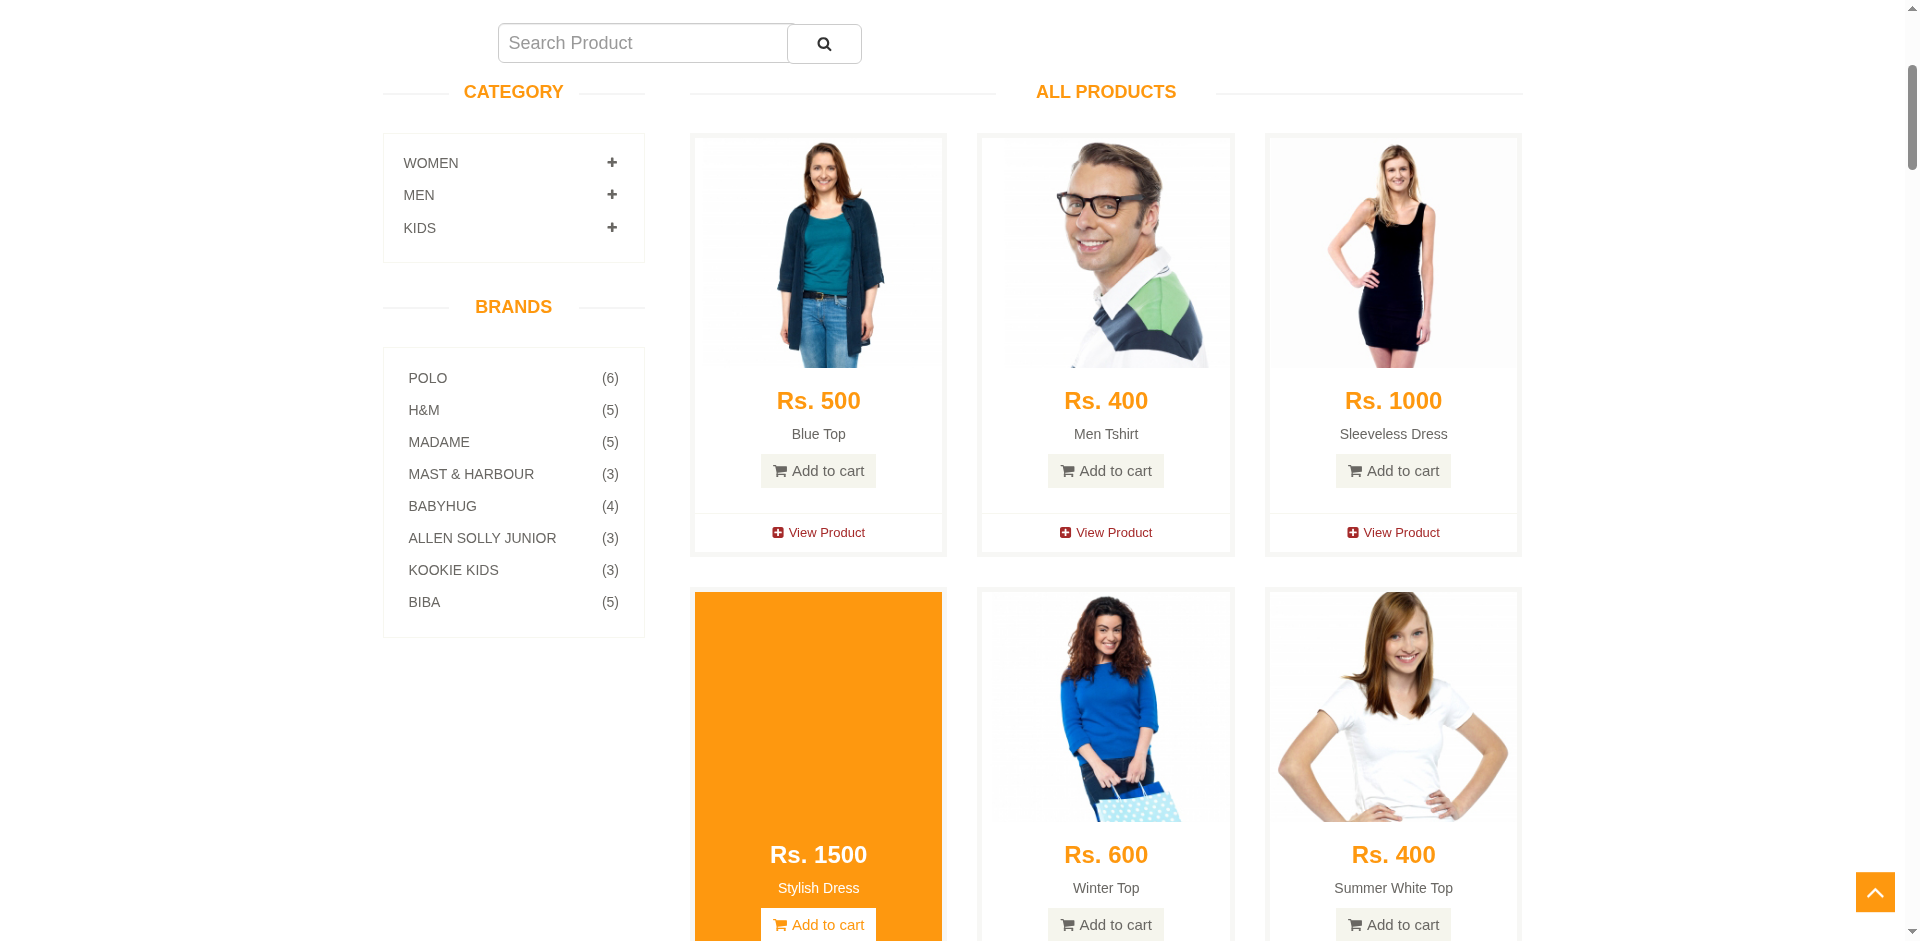 Search Product
CATEGORY
WOMEN
MEN
KIDS
BRANDS
POLO (6)
H&M (5)
MADAME (5)
MAST & HARBOUR (3)
BABYHUG (4)
ALLEN SOLLY JUNIOR (3)
KOOKIE KIDS (3)
BIBA (5)
ALL PRODUCTS
Rs. 500
Blue Top
Add to cart
View Product
Rs. 400
Men Tshirt
Add to cart
View Product
Rs. 1000
Sleeveless Dress
Add to cart
View Product
Rs. 1500
Stylish Dress
Add to cart
Rs. 600
Winter Top
Add to cart
Rs. 400
Summer White Top
Add to cart